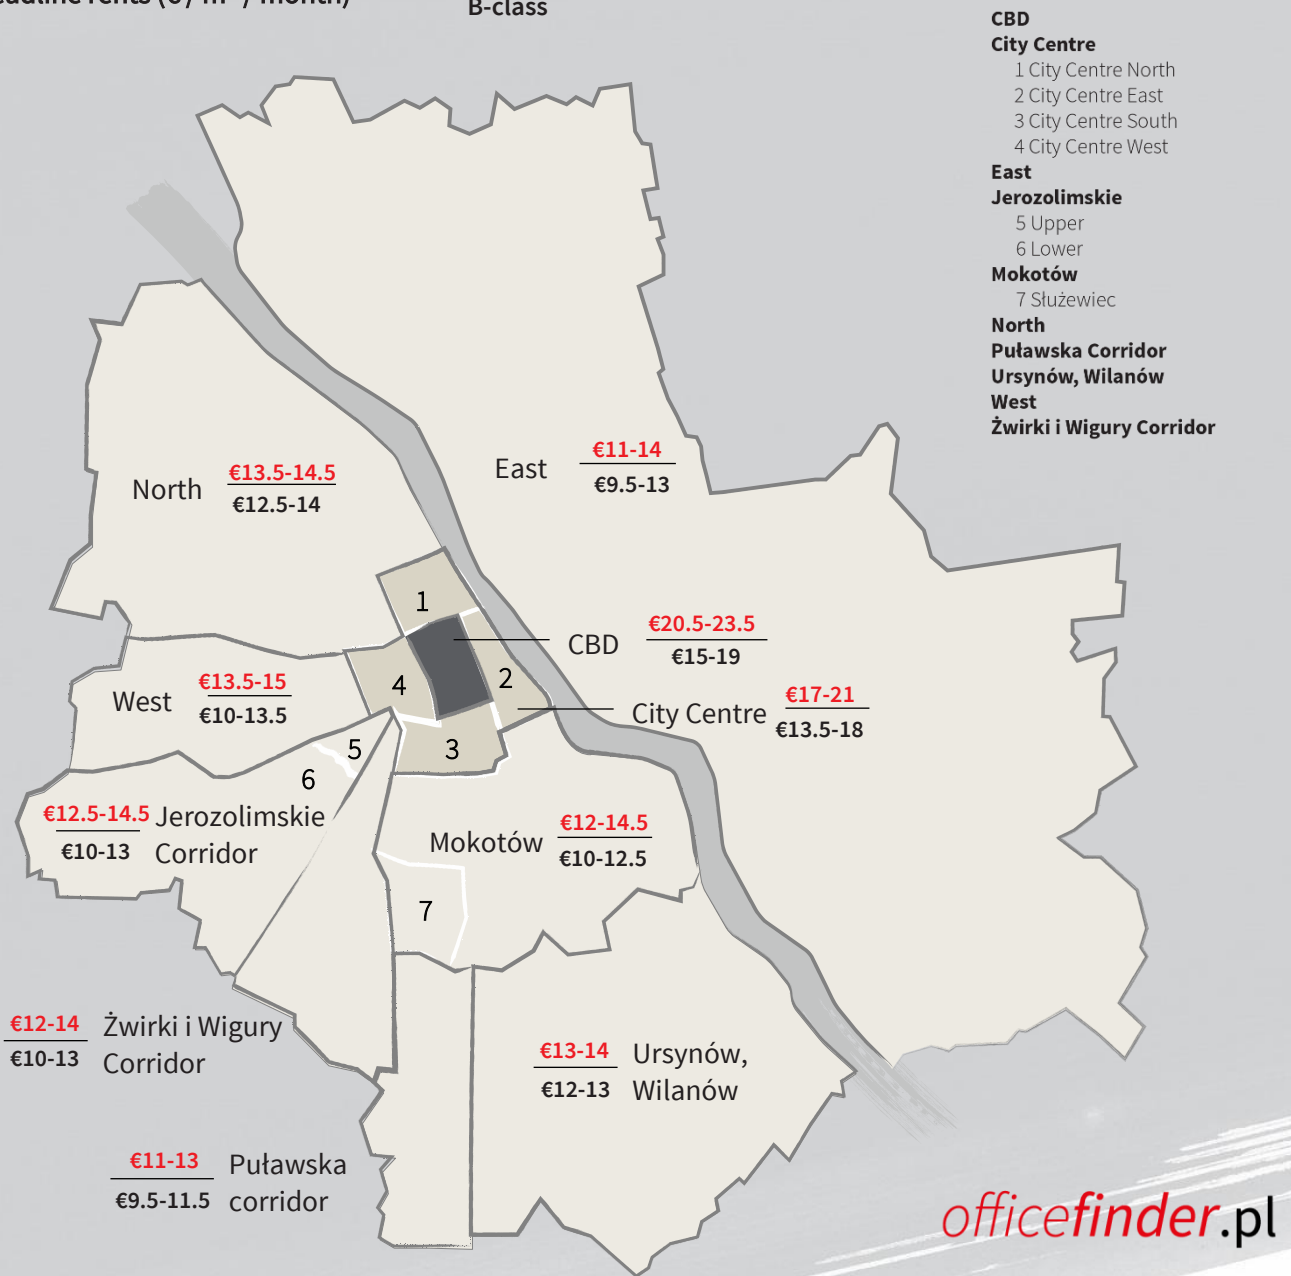 rents (€/ m² / month)
B-class
CBD
City Centre
1 City Centre North
2 City Centre East
3 City Centre South
4 City Centre West
East
Jerozolimskie
5 Upper
6 Lower
Mokotów
7 Służewiec
North
Puławska Corridor
Ursynów, Wilanów
West
Żwirki i Wigury Corridor
North
€13.5-14.5
€12.5-14
East
€11-14
€9.5-13
1
CBD
€20.5-23.5
€15-19
West
€13.5-15
€10-13.5
4
2
City Centre
€17-21
€13.5-18
3
5
6
€12.5-14.5
€10-13
Jerozolimskie
Corridor
Mokotów
€12-14.5
€10-12.5
7
€12-14
€10-13
Żwirki i Wigury
Corridor
€13-14
€12-13
Ursynów,
Wilanów
€11-13
€9.5-11.5
Puławska
corridor
officefinder.pl